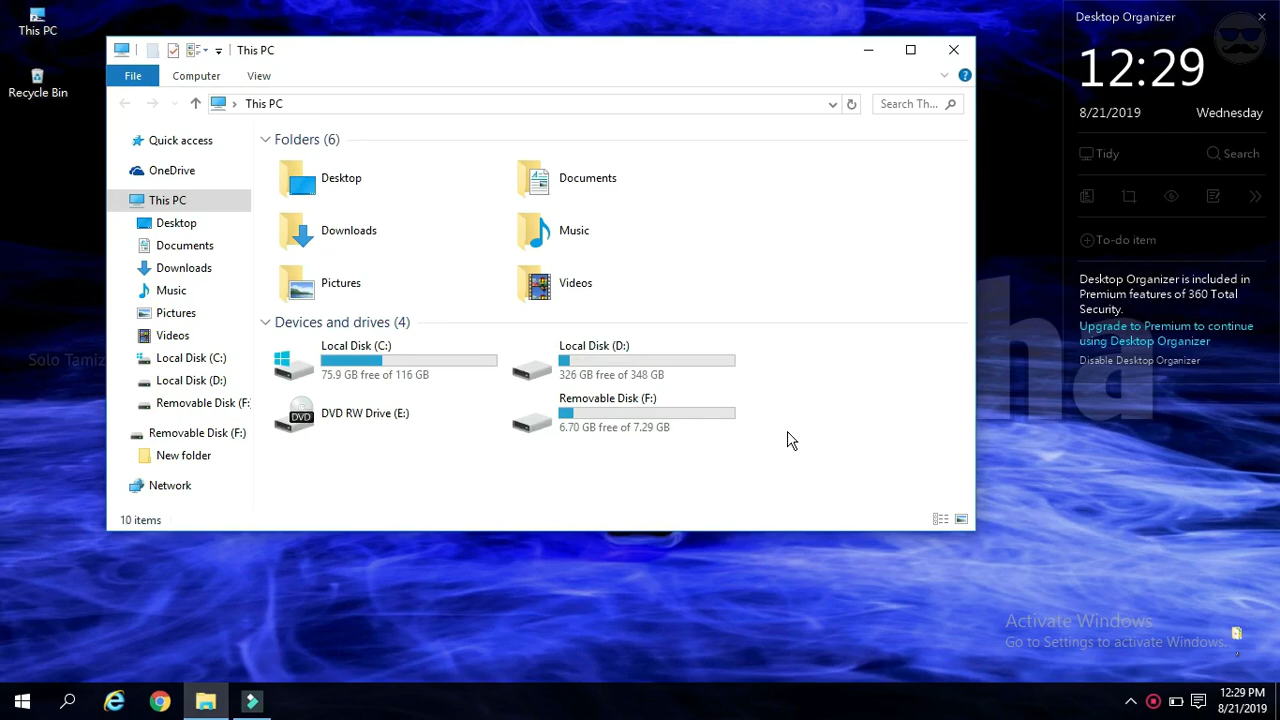 This PC
Recycle Bin
This PC
File
Computer
View
This PC
Search Th...
Quick access
OneDrive
This PC
Desktop
Documents
Downloads
Music
Pictures
Videos
Local Disk (C:)
Local Disk (D:)
Removable Disk (F:
Removable Disk (F:)
New folder
Network
Folders (6)
Desktop
Documents
Downloads
Music
Pictures
Videos
Devices and drives (4)
Local Disk (C:)
75.9 GB free of 116 GB
Local Disk (D:)
326 GB free of 348 GB
DVD
DVD RW Drive (E:)
Removable Disk (F:)
6.70 GB free of 7.29 GB
10 items
Desktop Organizer
12:29
8/21/2019 Wednesday
Tidy
Search
To-do item
Desktop Organizer is included in
Premium features of 360 Total
Security.
Upgrade to Premium to continue
using Desktop Organizer
Disable Desktop Organizer
Solo Tamiz
ha
Activate Windows
Go to Settings to activate Windows.
12:29 PM
8/21/2019